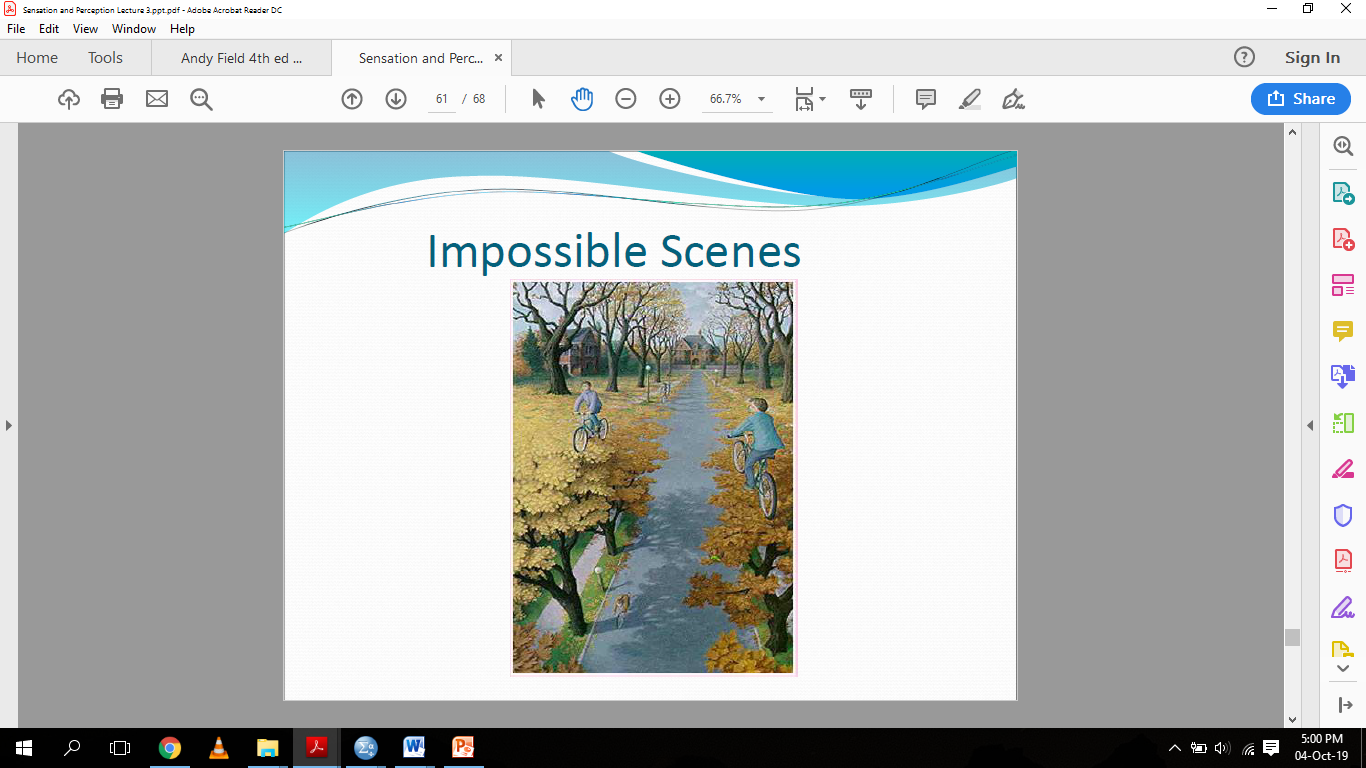 Sensation and Perception Lecture 3.ppt.pdf - Adobe Acrobat Reader DC
File Edit View Window Help
Home Tools Andy Field 4th ed ... Sensation and Perc... × Sign In
61 / 68 66.7% Share
Impossible Scenes
5:00 PM
04-Oct-19